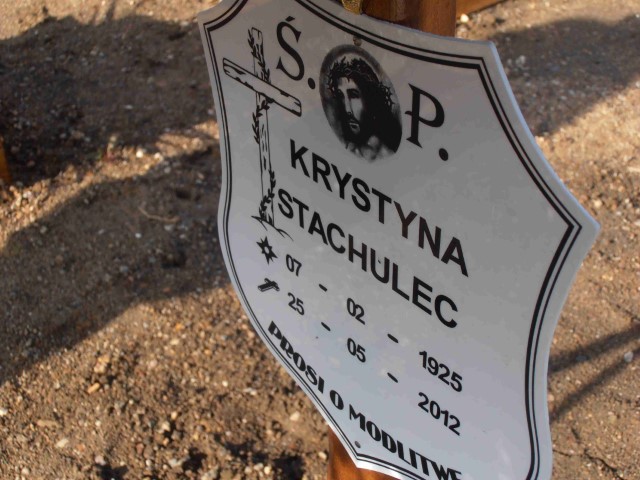 Ś. P.
KRYSTYNA
STACHULEC
07 - 02 - 1925
25 - 05 - 2012
PROSI O MODLITWĘ